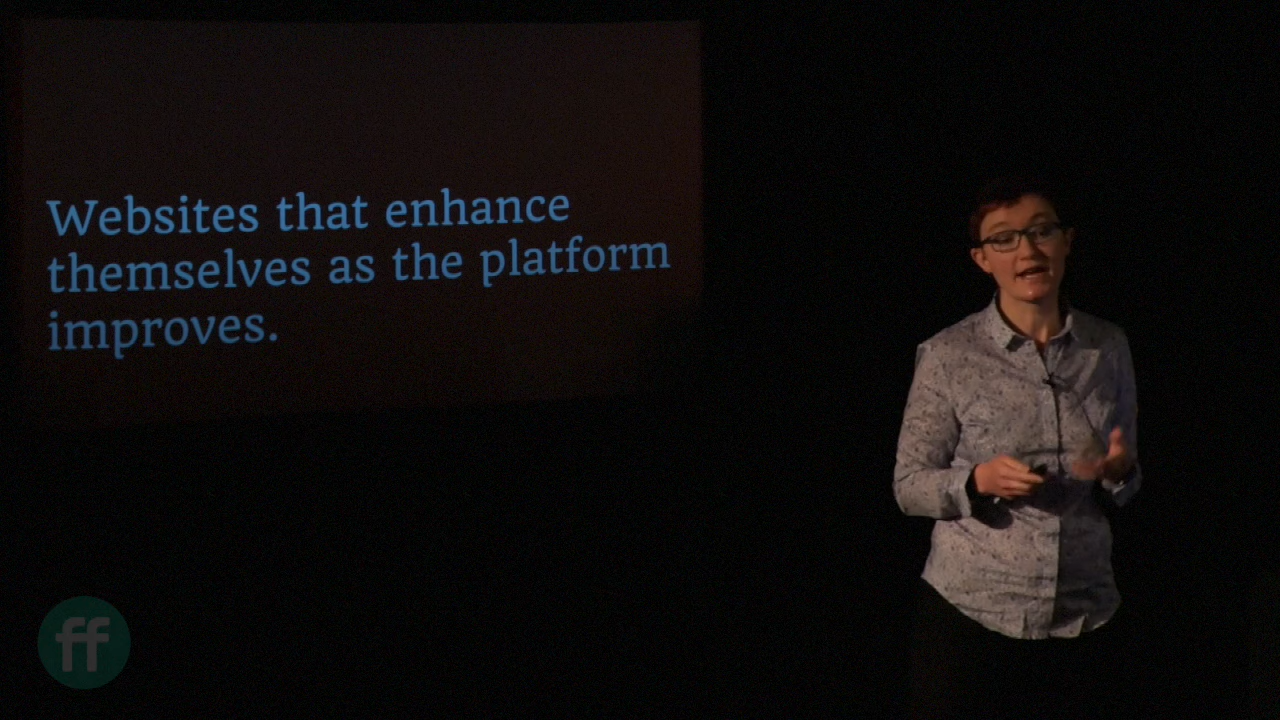 Websites that enhance
themselves as the platform
improves.
ff